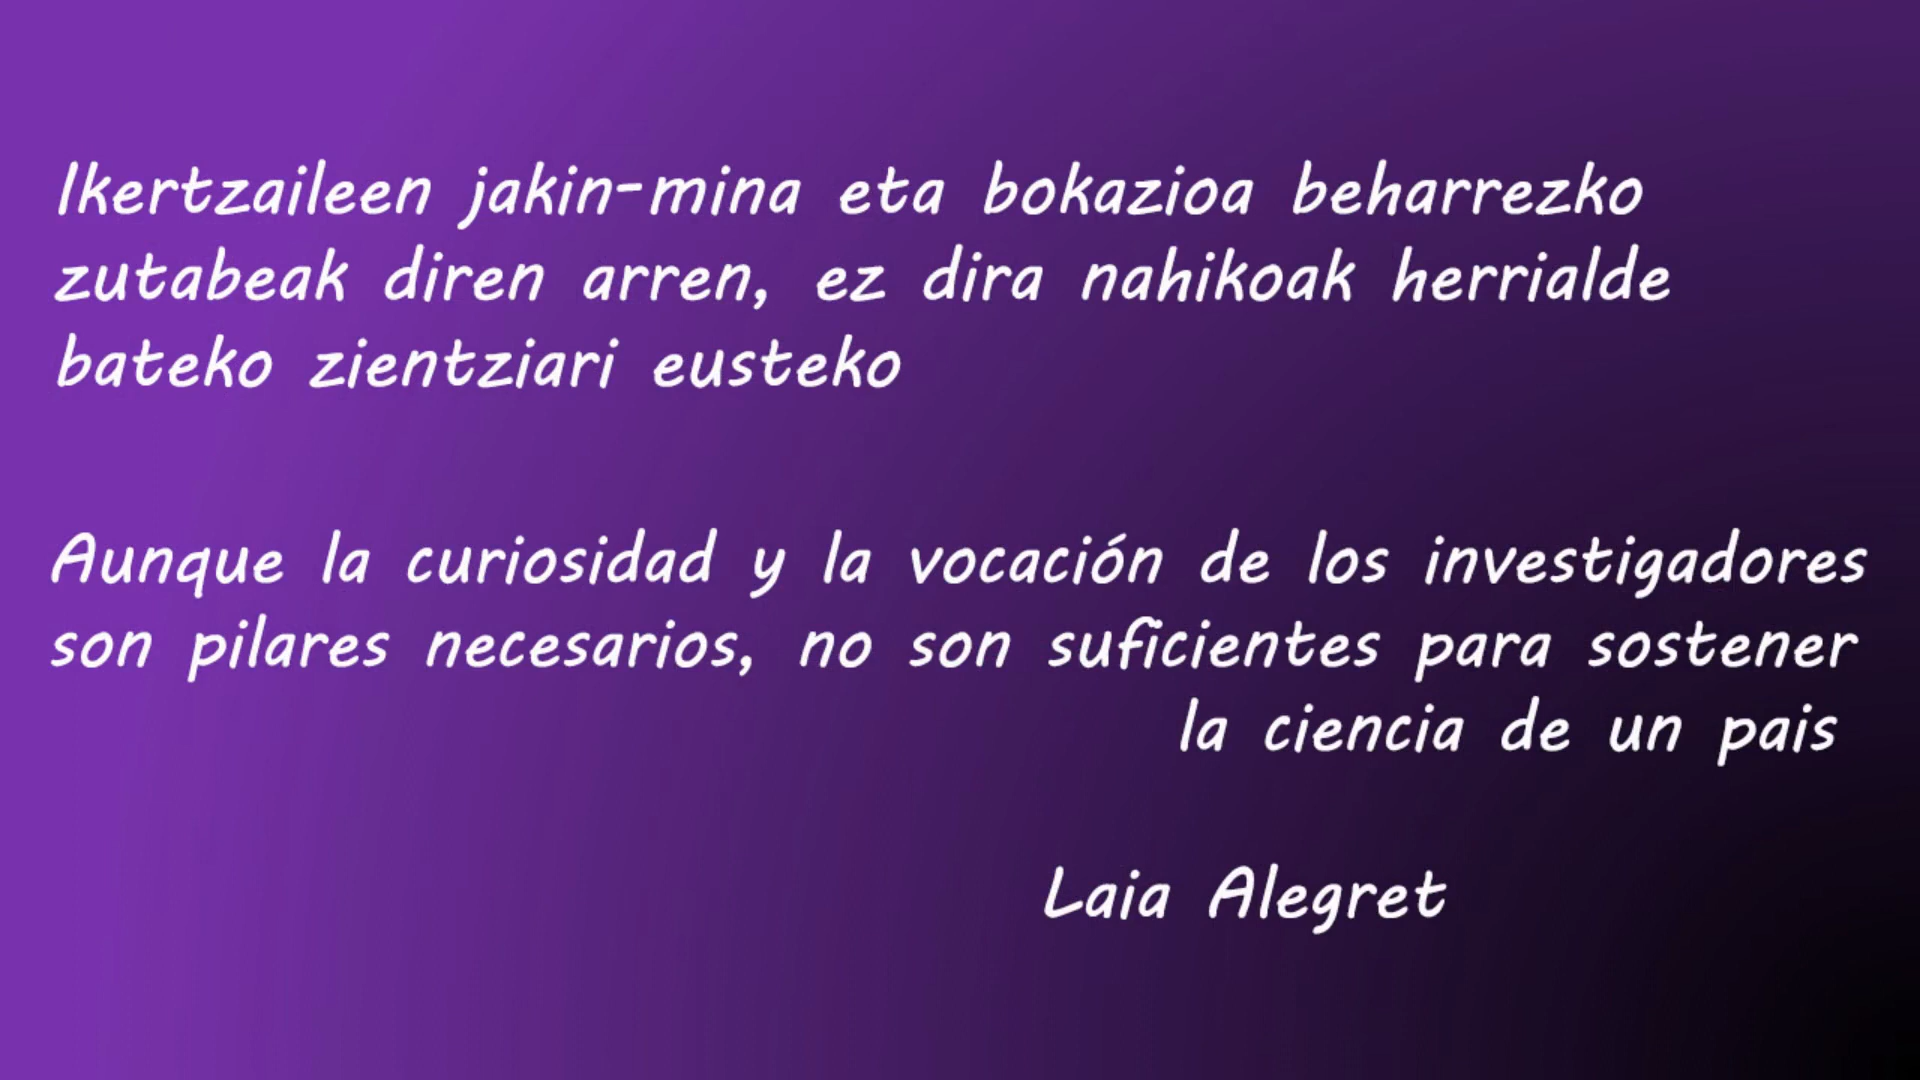 Ikertzaileen jakin-mina eta bokazioa beharrezko
zutabeak diren arren, ez dira nahikoak herrialde
bateko zientziari eusteko
Aunque la curiosidad y la vocación de los investigadores
son pilares necesarios, no son suficientes para sostener
la ciencia de un pais
Laia Alegret